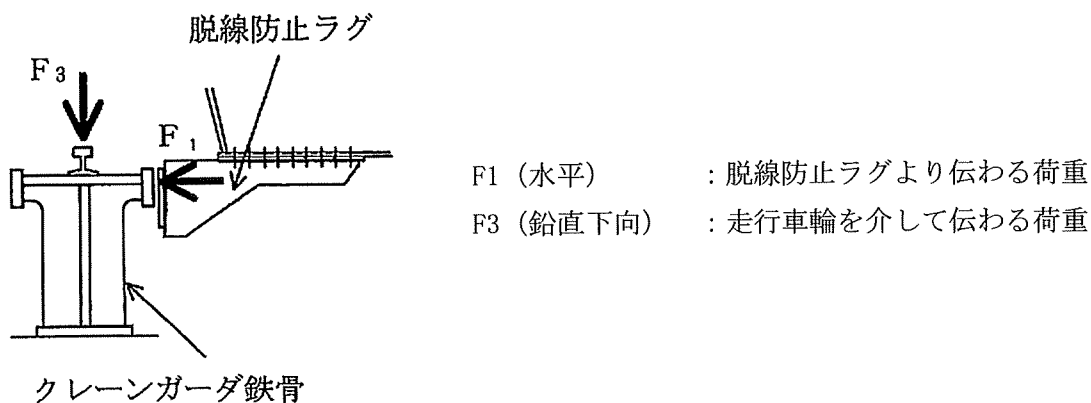 脱線防止ラグ
F₃
F₁
F1（水平）　　　：脱線防止ラグより伝わる荷重
F3（鉛直下向）　：走行車輪を介して伝わる荷重
クレーンガーダ鉄骨